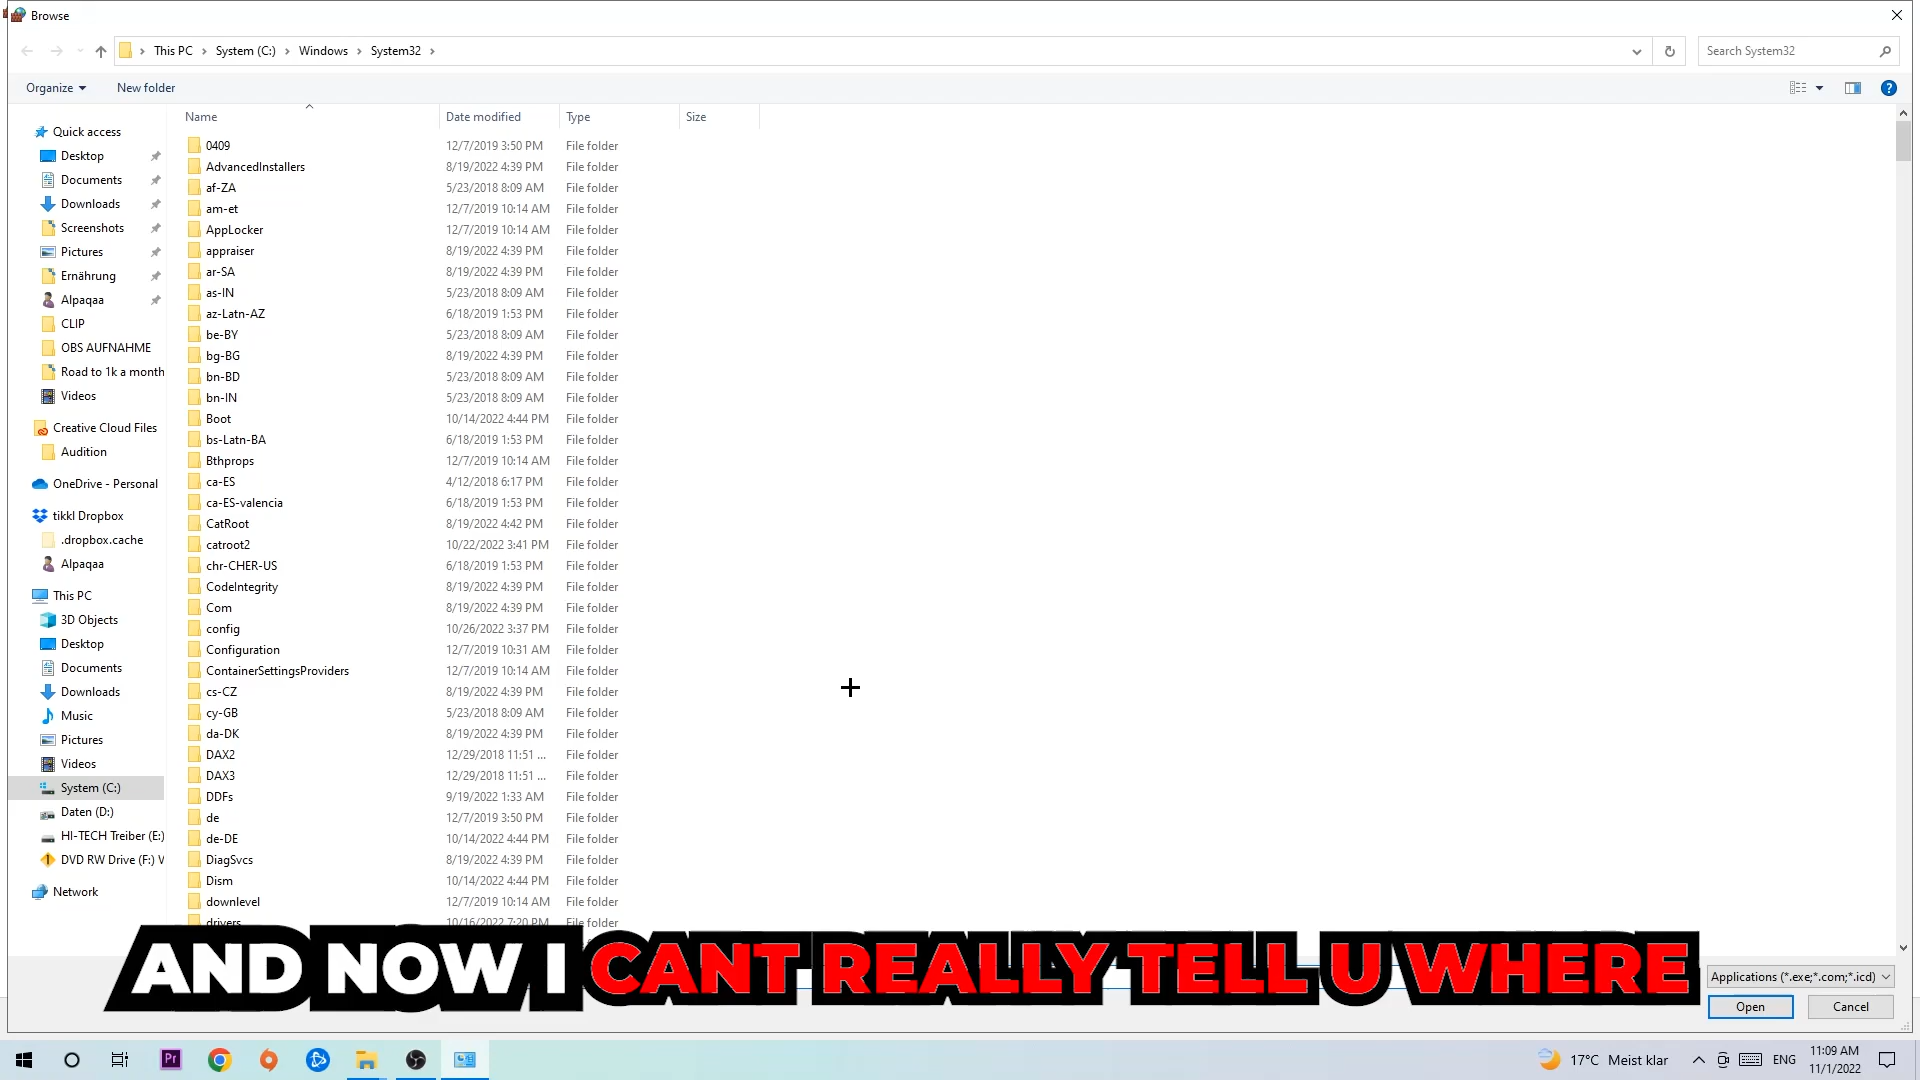 Browse
This PC > System (C:) > Windows > System32 >
Search System32
Organize
New folder
Name
Date modified
Type
Size
Quick access
Desktop
Documents
Downloads
Screenshots
Pictures
Ernährung
Alpaqaa
CLIP
OBS AUFNAHME
Road to 1k a month
Videos
Creative Cloud Files
Audition
OneDrive - Personal
tikkl Dropbox
.dropbox.cache
Alpaqaa
This PC
3D Objects
Desktop
Documents
Downloads
Music
Pictures
Videos
System (C:)
Daten (D:)
HI-TECH Treiber (E:)
DVD RW Drive (F:) V
Network
0409 12/7/2019 3:50 PM File folder
AdvancedInstallers 8/19/2022 4:39 PM File folder
af-ZA 5/23/2018 8:09 AM File folder
am-et 12/7/2019 10:14 AM File folder
AppLocker 12/7/2019 10:14 AM File folder
appraiser 8/19/2022 4:39 PM File folder
ar-SA 8/19/2022 4:39 PM File folder
as-IN 5/23/2018 8:09 AM File folder
az-Latn-AZ 6/18/2019 1:53 PM File folder
be-BY 5/23/2018 8:09 AM File folder
bg-BG 8/19/2022 4:39 PM File folder
bn-BD 5/23/2018 8:09 AM File folder
bn-IN 5/23/2018 8:09 AM File folder
Boot 10/14/2022 4:44 PM File folder
bs-Latn-BA 6/18/2019 1:53 PM File folder
Bthprops 12/7/2019 10:14 AM File folder
ca-ES 4/12/2018 6:17 PM File folder
ca-ES-valencia 6/18/2019 1:53 PM File folder
CatRoot 8/19/2022 4:42 PM File folder
catroot2 10/22/2022 3:41 PM File folder
chr-CHER-US 6/18/2019 1:53 PM File folder
CodeIntegrity 8/19/2022 4:39 PM File folder
Com 8/19/2022 4:39 PM File folder
config 10/26/2022 3:37 PM File folder
Configuration 12/7/2019 10:31 AM File folder
ContainerSettingsProviders 12/7/2019 10:14 AM File folder
cs-CZ 8/19/2022 4:39 PM File folder
cy-GB 5/23/2018 8:09 AM File folder
da-DK 8/19/2022 4:39 PM File folder
DAX2 12/29/2018 11:51 ... File folder
DAX3 12/29/2018 11:51 ... File folder
DDFs 9/19/2022 1:33 AM File folder
de 12/7/2019 3:50 PM File folder
de-DE 10/14/2022 4:44 PM File folder
DiagSvcs 8/19/2022 4:39 PM File folder
Dism 10/14/2022 4:44 PM File folder
downlevel 12/7/2019 10:14 AM File folder
drivers 10/16/2022 7:20 PM File folder
AND NOW I CANT REALLY TELL U WHERE
Applications (*.exe;*.com;*.icd)
Open
Cancel
Pr
17°C Meist klar
ENG
11:09 AM
11/1/2022